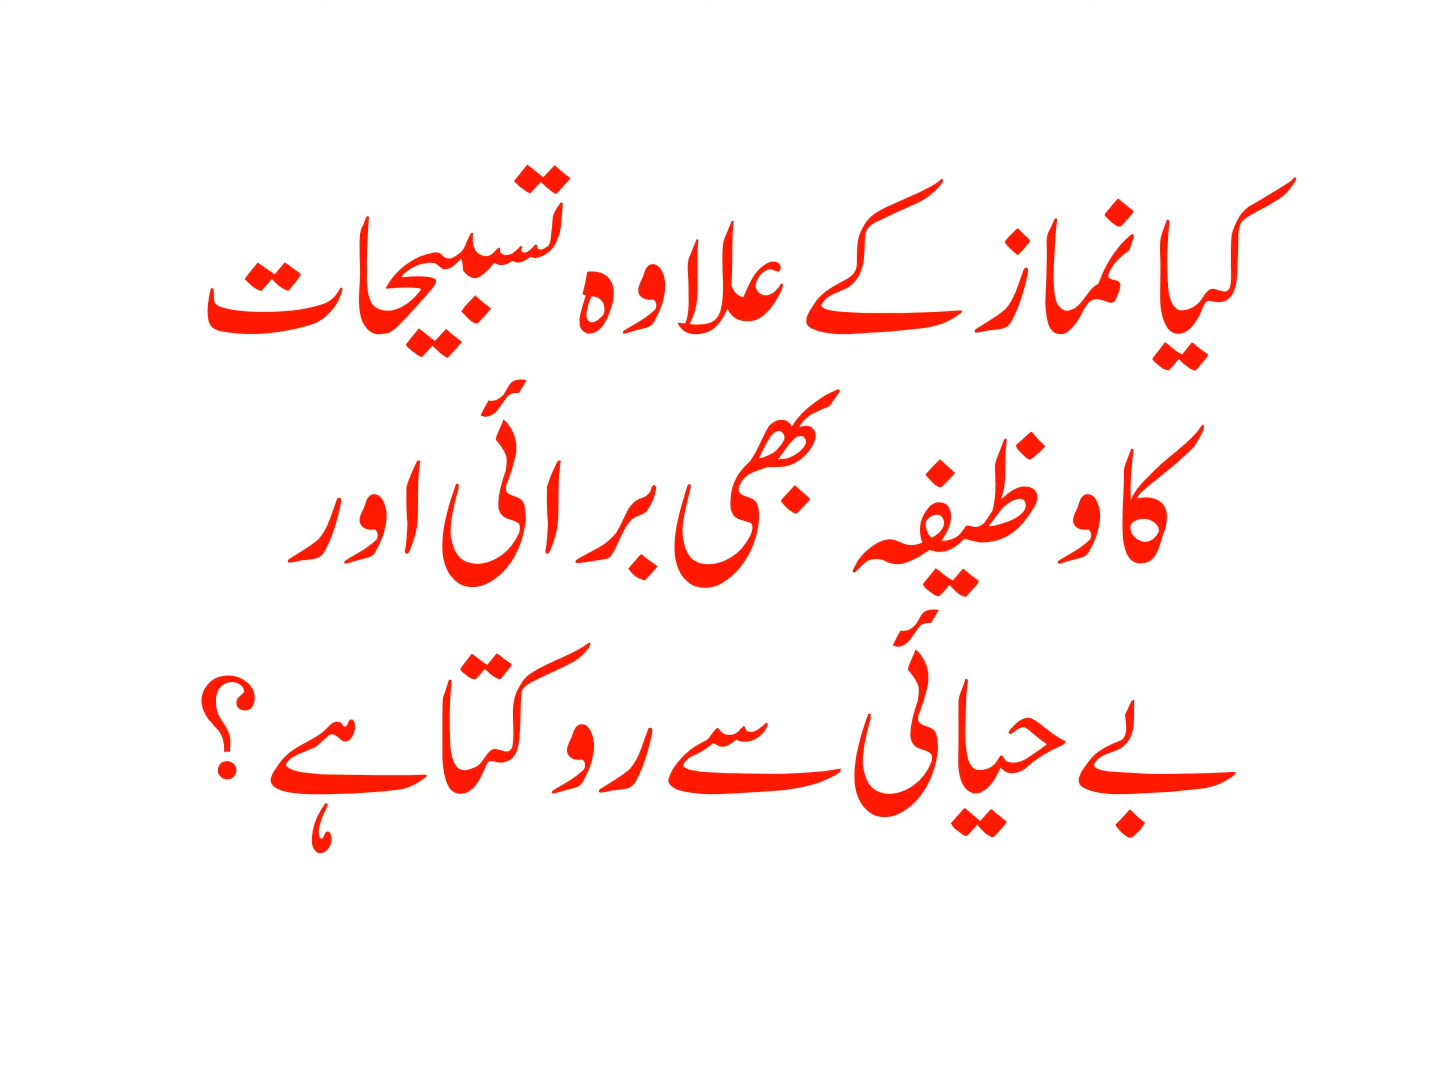 کیا نماز کے علاوہ تسبیحات
کا وظیفہ بھی برائی اور
بے حیائی سے روکتا ہے؟